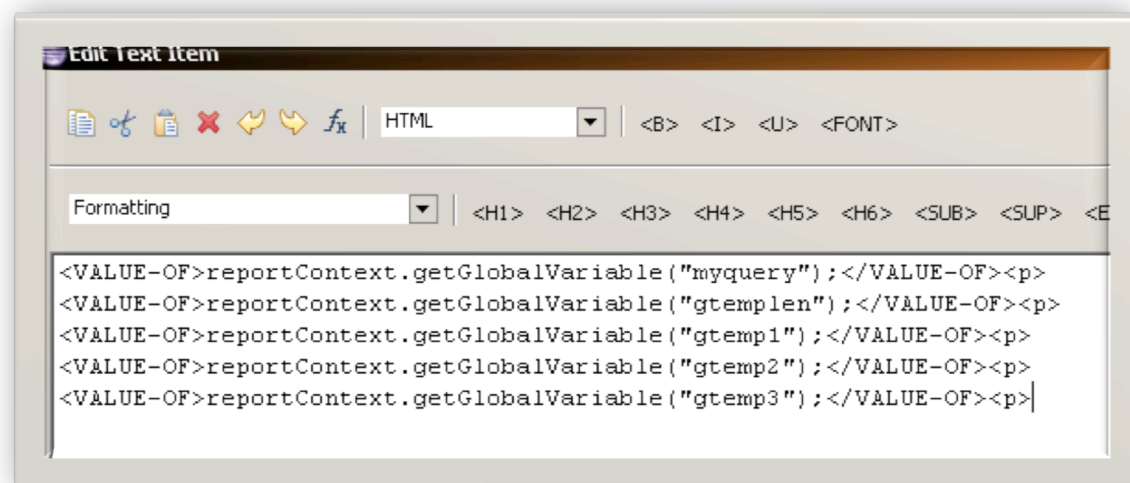 Edit Text Item
fx HTML <B> <I> <U> <FONT>
Formatting <H1> <H2> <H3> <H4> <H5> <H6> <SUB> <SUP> <E
<VALUE-OF>reportContext.getGlobalVariable("myquery");</VALUE-OF><p>
<VALUE-OF>reportContext.getGlobalVariable("gtemplen");</VALUE-OF><p>
<VALUE-OF>reportContext.getGlobalVariable("gtemp1");</VALUE-OF><p>
<VALUE-OF>reportContext.getGlobalVariable("gtemp2");</VALUE-OF><p>
<VALUE-OF>reportContext.getGlobalVariable("gtemp3");</VALUE-OF><p>